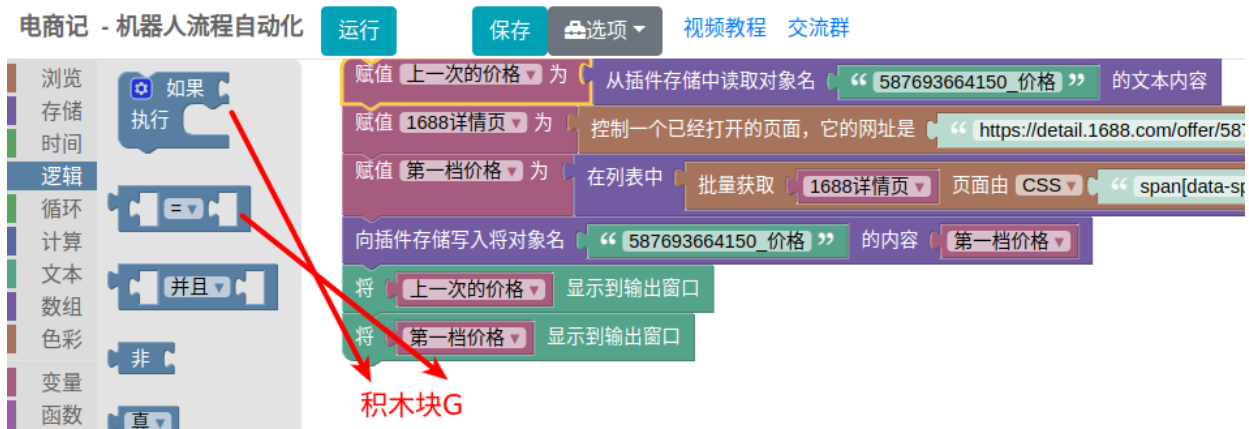 电商记 - 机器人流程自动化 运行 保存 选项 视频教程 交流群
浏览
存储
时间
逻辑
循环
计算
文本
数组
色彩
变量
函数
如果
执行
=
并且
非
真
赋值 上一次的价格 为 从插件存储中读取对象名 “ 587693664150_价格 ” 的文本内容
赋值 1688详情页 为 控制一个已经打开的页面，它的网址是 “ https://detail.1688.com/offer/587
赋值 第一档价格 为 在列表中 批量获取 1688详情页 页面由 CSS “ span[data-sp
向插件存储写入将对象名 “ 587693664150_价格 ” 的内容 第一档价格
将 上一次的价格 显示到输出窗口
将 第一档价格 显示到输出窗口
积木块G